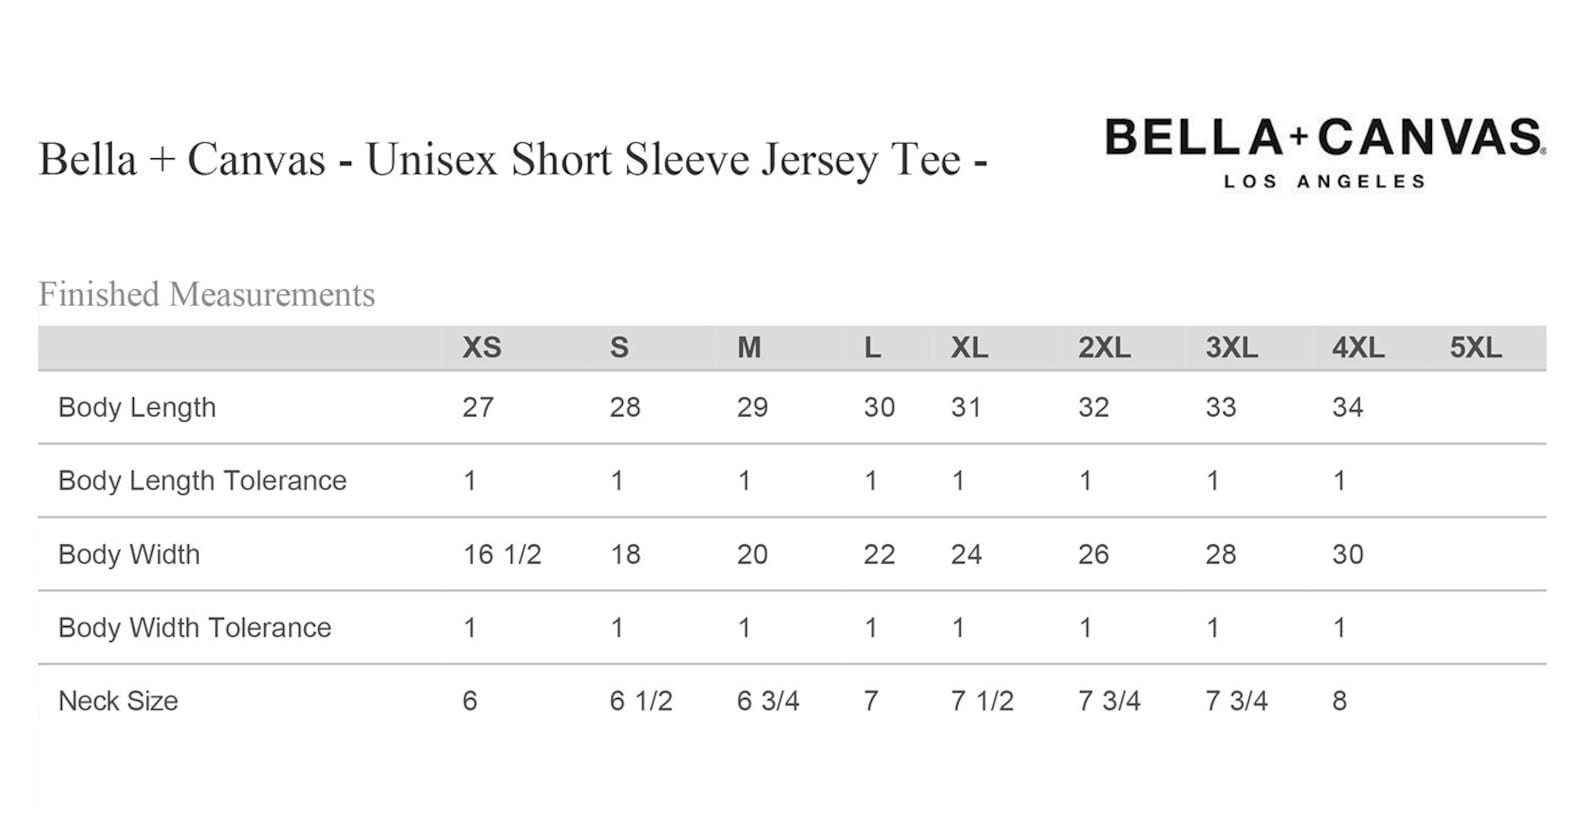 Bella + Canvas - Unisex Short Sleeve Jersey Tee -
BELLA+CANVAS®
LOS ANGELES
Finished Measurements
XS S M L XL 2XL 3XL 4XL 5XL
Body Length 27 28 29 30 31 32 33 34
Body Length Tolerance 1 1 1 1 1 1 1 1
Body Width 16 1/2 18 20 22 24 26 28 30
Body Width Tolerance 1 1 1 1 1 1 1 1
Neck Size 6 6 1/2 6 3/4 7 7 1/2 7 3/4 7 3/4 8